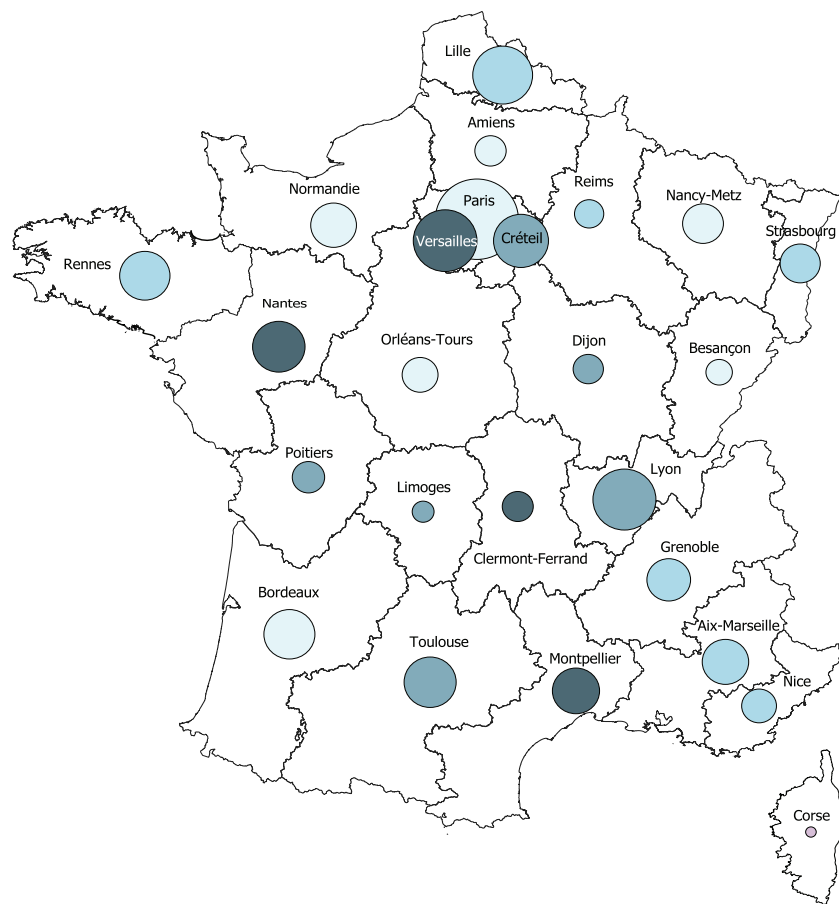 Lille
Amiens
Normandie
Paris
Reims
Nancy-Metz
Strasbourg
Versailles
Créteil
Rennes
Nantes
Orléans-Tours
Dijon
Besançon
Poitiers
Limoges
Lyon
Clermont-Ferrand
Grenoble
Bordeaux
Toulouse
Montpellier
Aix-Marseille
Nice
Corse